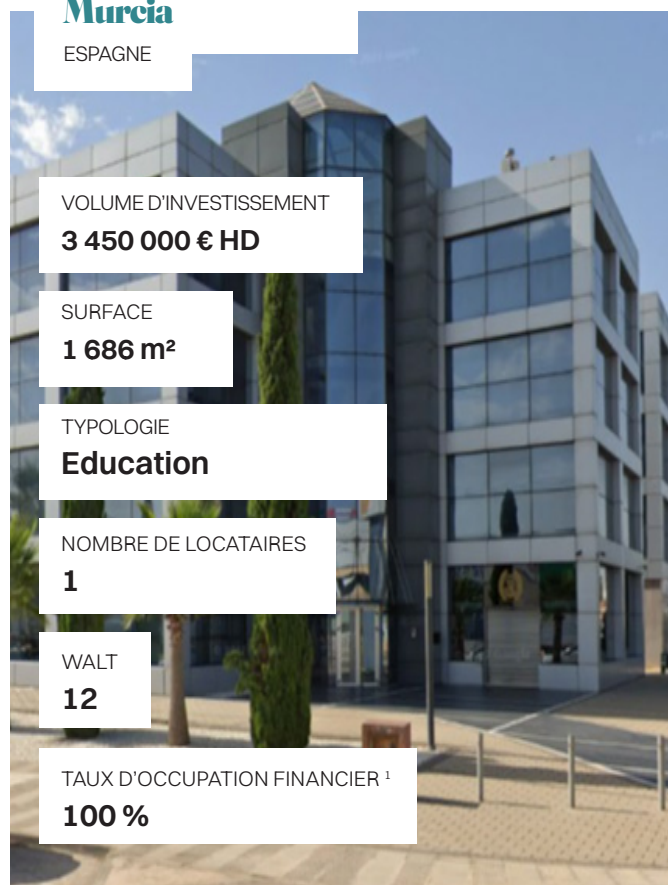 Murcia
ESPAGNE
VOLUME D'INVESTISSEMENT
3 450 000 € HD
SURFACE
1 686 m²
TYPOLOGIE
Education
NOMBRE DE LOCATAIRES
1
WALT
12
TAUX D'OCCUPATION FINANCIER ¹
100 %